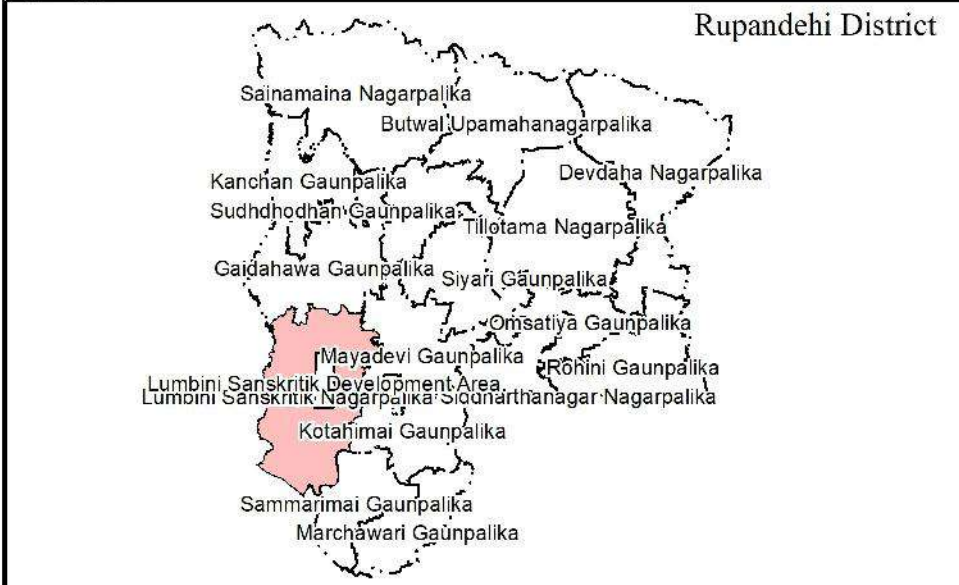 Rupandehi District
Sainamaina Nagarpalika
Butwal Upamahanagarpalika
Devdaha Nagarpalika
Kanchan Gaunpalika
Sudhdhodhan Gaunpalika
Tillotama Nagarpalika
Gaidahawa Gaunpalika
Siyari Gaunpalika
Omsatiya Gaunpalika
Mayadevi Gaunpalika
Rohini Gaunpalika
Lumbini Sanskritik Development Area
Lumbini Sanskritik Nagarpalika Siddharthanagar Nagarpalika
Kotahimai Gaunpalika
Sammarimai Gaunpalika
Marchawari Gaunpalika